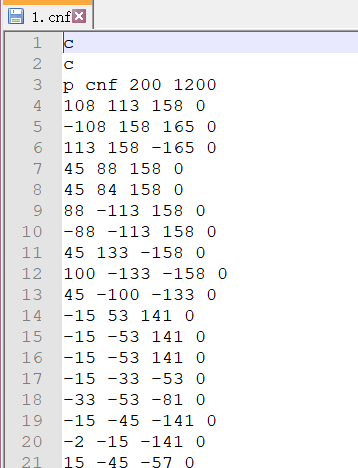 1.cnf
1 c
2 c
3 p cnf 200 1200
4 108 113 158 0
5 -108 158 165 0
6 113 158 -165 0
7 45 88 158 0
8 45 84 158 0
9 88 -113 158 0
10 -88 -113 158 0
11 45 133 -158 0
12 100 -133 -158 0
13 45 -100 -133 0
14 -15 53 141 0
15 -15 -53 141 0
16 -15 -53 141 0
17 -15 -33 -53 0
18 -33 -53 -81 0
19 -15 -45 -141 0
20 -2 -15 -141 0
21 15 -45 -57 0